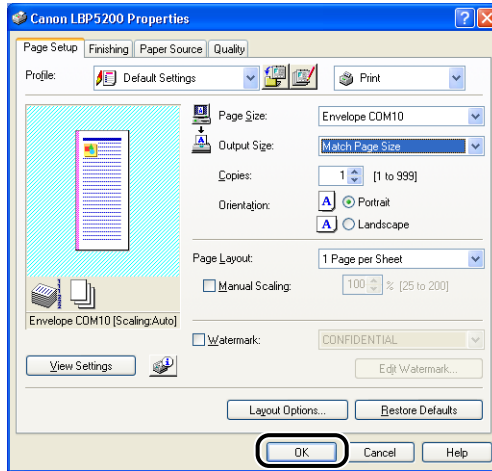 Canon LBP5200 Properties
Page Setup Finishing Paper Source Quality
Profile: Default Settings Print
Page Size: Envelope COM10
Output Size: Match Page Size
Copies: 1 [1 to 999]
Orientation: A Portrait
A Landscape
Page Layout: 1 Page per Sheet
Manual Scaling: 100 % [25 to 200]
Envelope COM10 [Scaling:Auto]
Watermark: CONFIDENTIAL
View Settings Edit Watermark...
Layout Options... Restore Defaults
OK Cancel Help